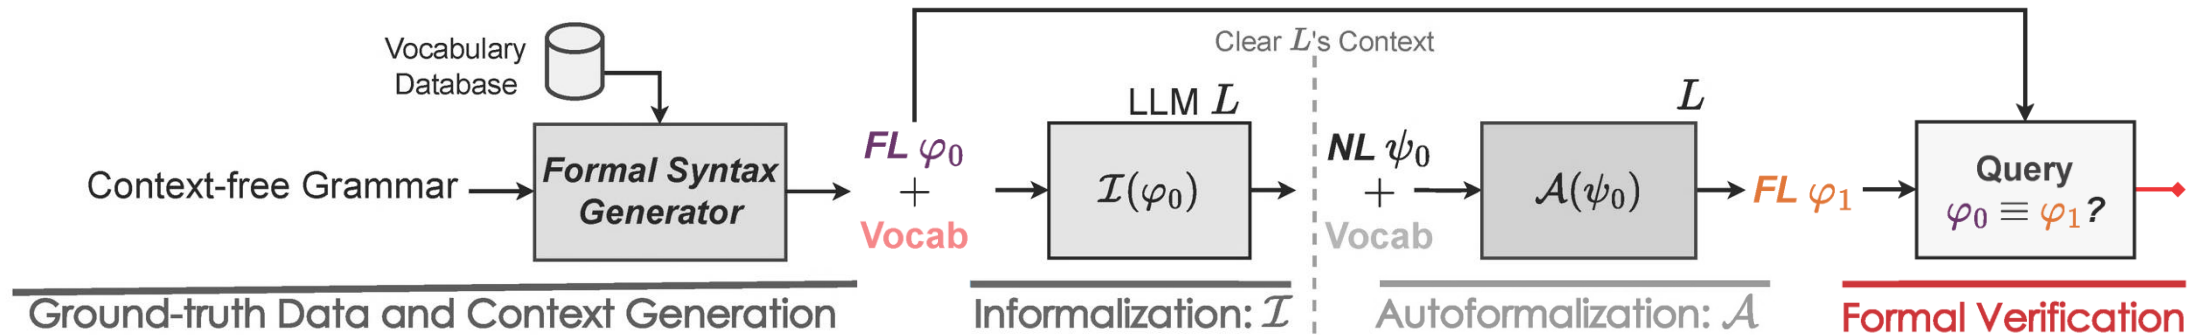 Vocabulary
Database
Context-free Grammar
Formal Syntax
Generator
FL φ₀
+
Vocab
LLM L
ℐ(φ₀)
Clear L's Context
NL ψ₀
+
Vocab
L
𝒜(ψ₀)
FL φ₁
Query
φ₀ ≡ φ₁?
Ground-truth Data and Context Generation
Informalization: ℐ
Autoformalization: 𝒜
Formal Verification